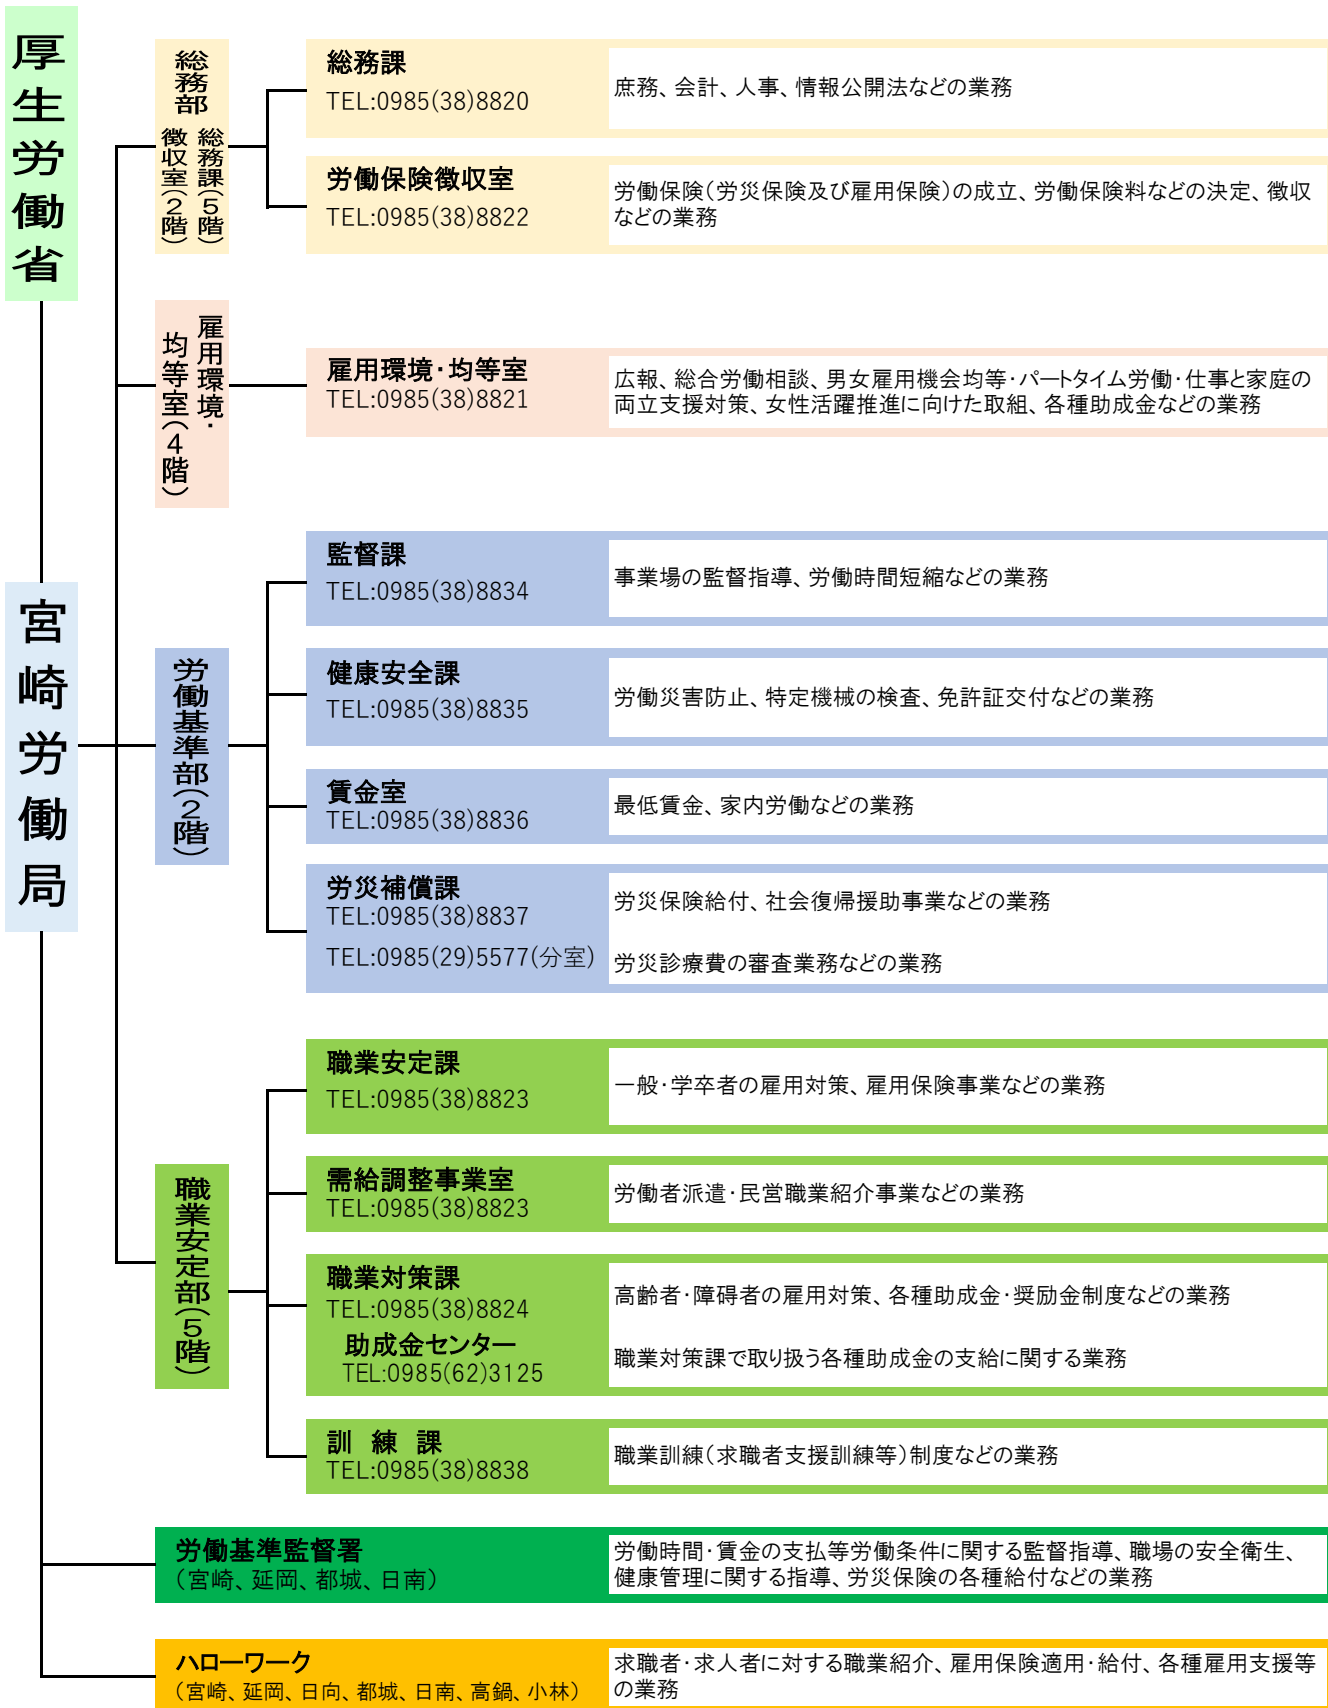 厚生労働省
宮崎労働局
総務部
総務課(5階)
徴収室(2階)
総務課
TEL:0985(38)8820
庶務、会計、人事、情報公開法などの業務
労働保険徴収室
TEL:0985(38)8822
労働保険(労災保険及び雇用保険)の成立、労働保険料などの決定、徴収
などの業務
雇用環境・
均等室(4階)
雇用環境・均等室
TEL:0985(38)8821
広報、総合労働相談、男女雇用機会均等・パートタイム労働・仕事と家庭の
両立支援対策、女性活躍推進に向けた取組、各種助成金などの業務
労働基準部(2階)
監督課
TEL:0985(38)8834
事業場の監督指導、労働時間短縮などの業務
健康安全課
TEL:0985(38)8835
労働災害防止、特定機械の検査、免許証交付などの業務
賃金室
TEL:0985(38)8836
最低賃金、家内労働などの業務
労災補償課
TEL:0985(38)8837
労災保険給付、社会復帰援助事業などの業務
TEL:0985(29)5577(分室)
労災診療費の審査業務などの業務
職業安定部(5階)
職業安定課
TEL:0985(38)8823
一般・学卒者の雇用対策、雇用保険事業などの業務
需給調整事業室
TEL:0985(38)8823
労働者派遣・民営職業紹介事業などの業務
職業対策課
TEL:0985(38)8824
高齢者・障碍者の雇用対策、各種助成金・奨励金制度などの業務
助成金センター
TEL:0985(62)3125
職業対策課で取り扱う各種助成金の支給に関する業務
訓 練 課
TEL:0985(38)8838
職業訓練(求職者支援訓練等)制度などの業務
労働基準監督署
(宮崎、延岡、都城、日南)
労働時間・賃金の支払等労働条件に関する監督指導、職場の安全衛生、
健康管理に関する指導、労災保険の各種給付などの業務
ハローワーク
(宮崎、延岡、日向、都城、日南、高鍋、小林)
求職者・求人者に対する職業紹介、雇用保険適用・給付、各種雇用支援等
の業務